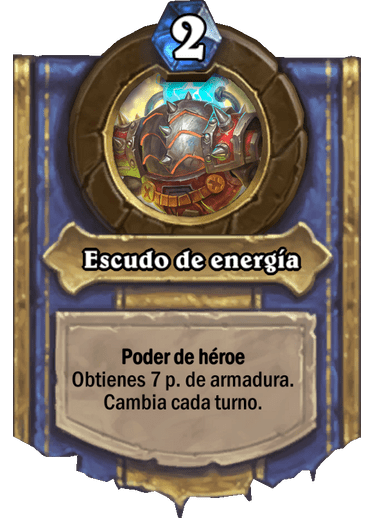 2
Escudo de energía
Poder de héroe
Obtienes 7 p. de armadura.
Cambia cada turno.